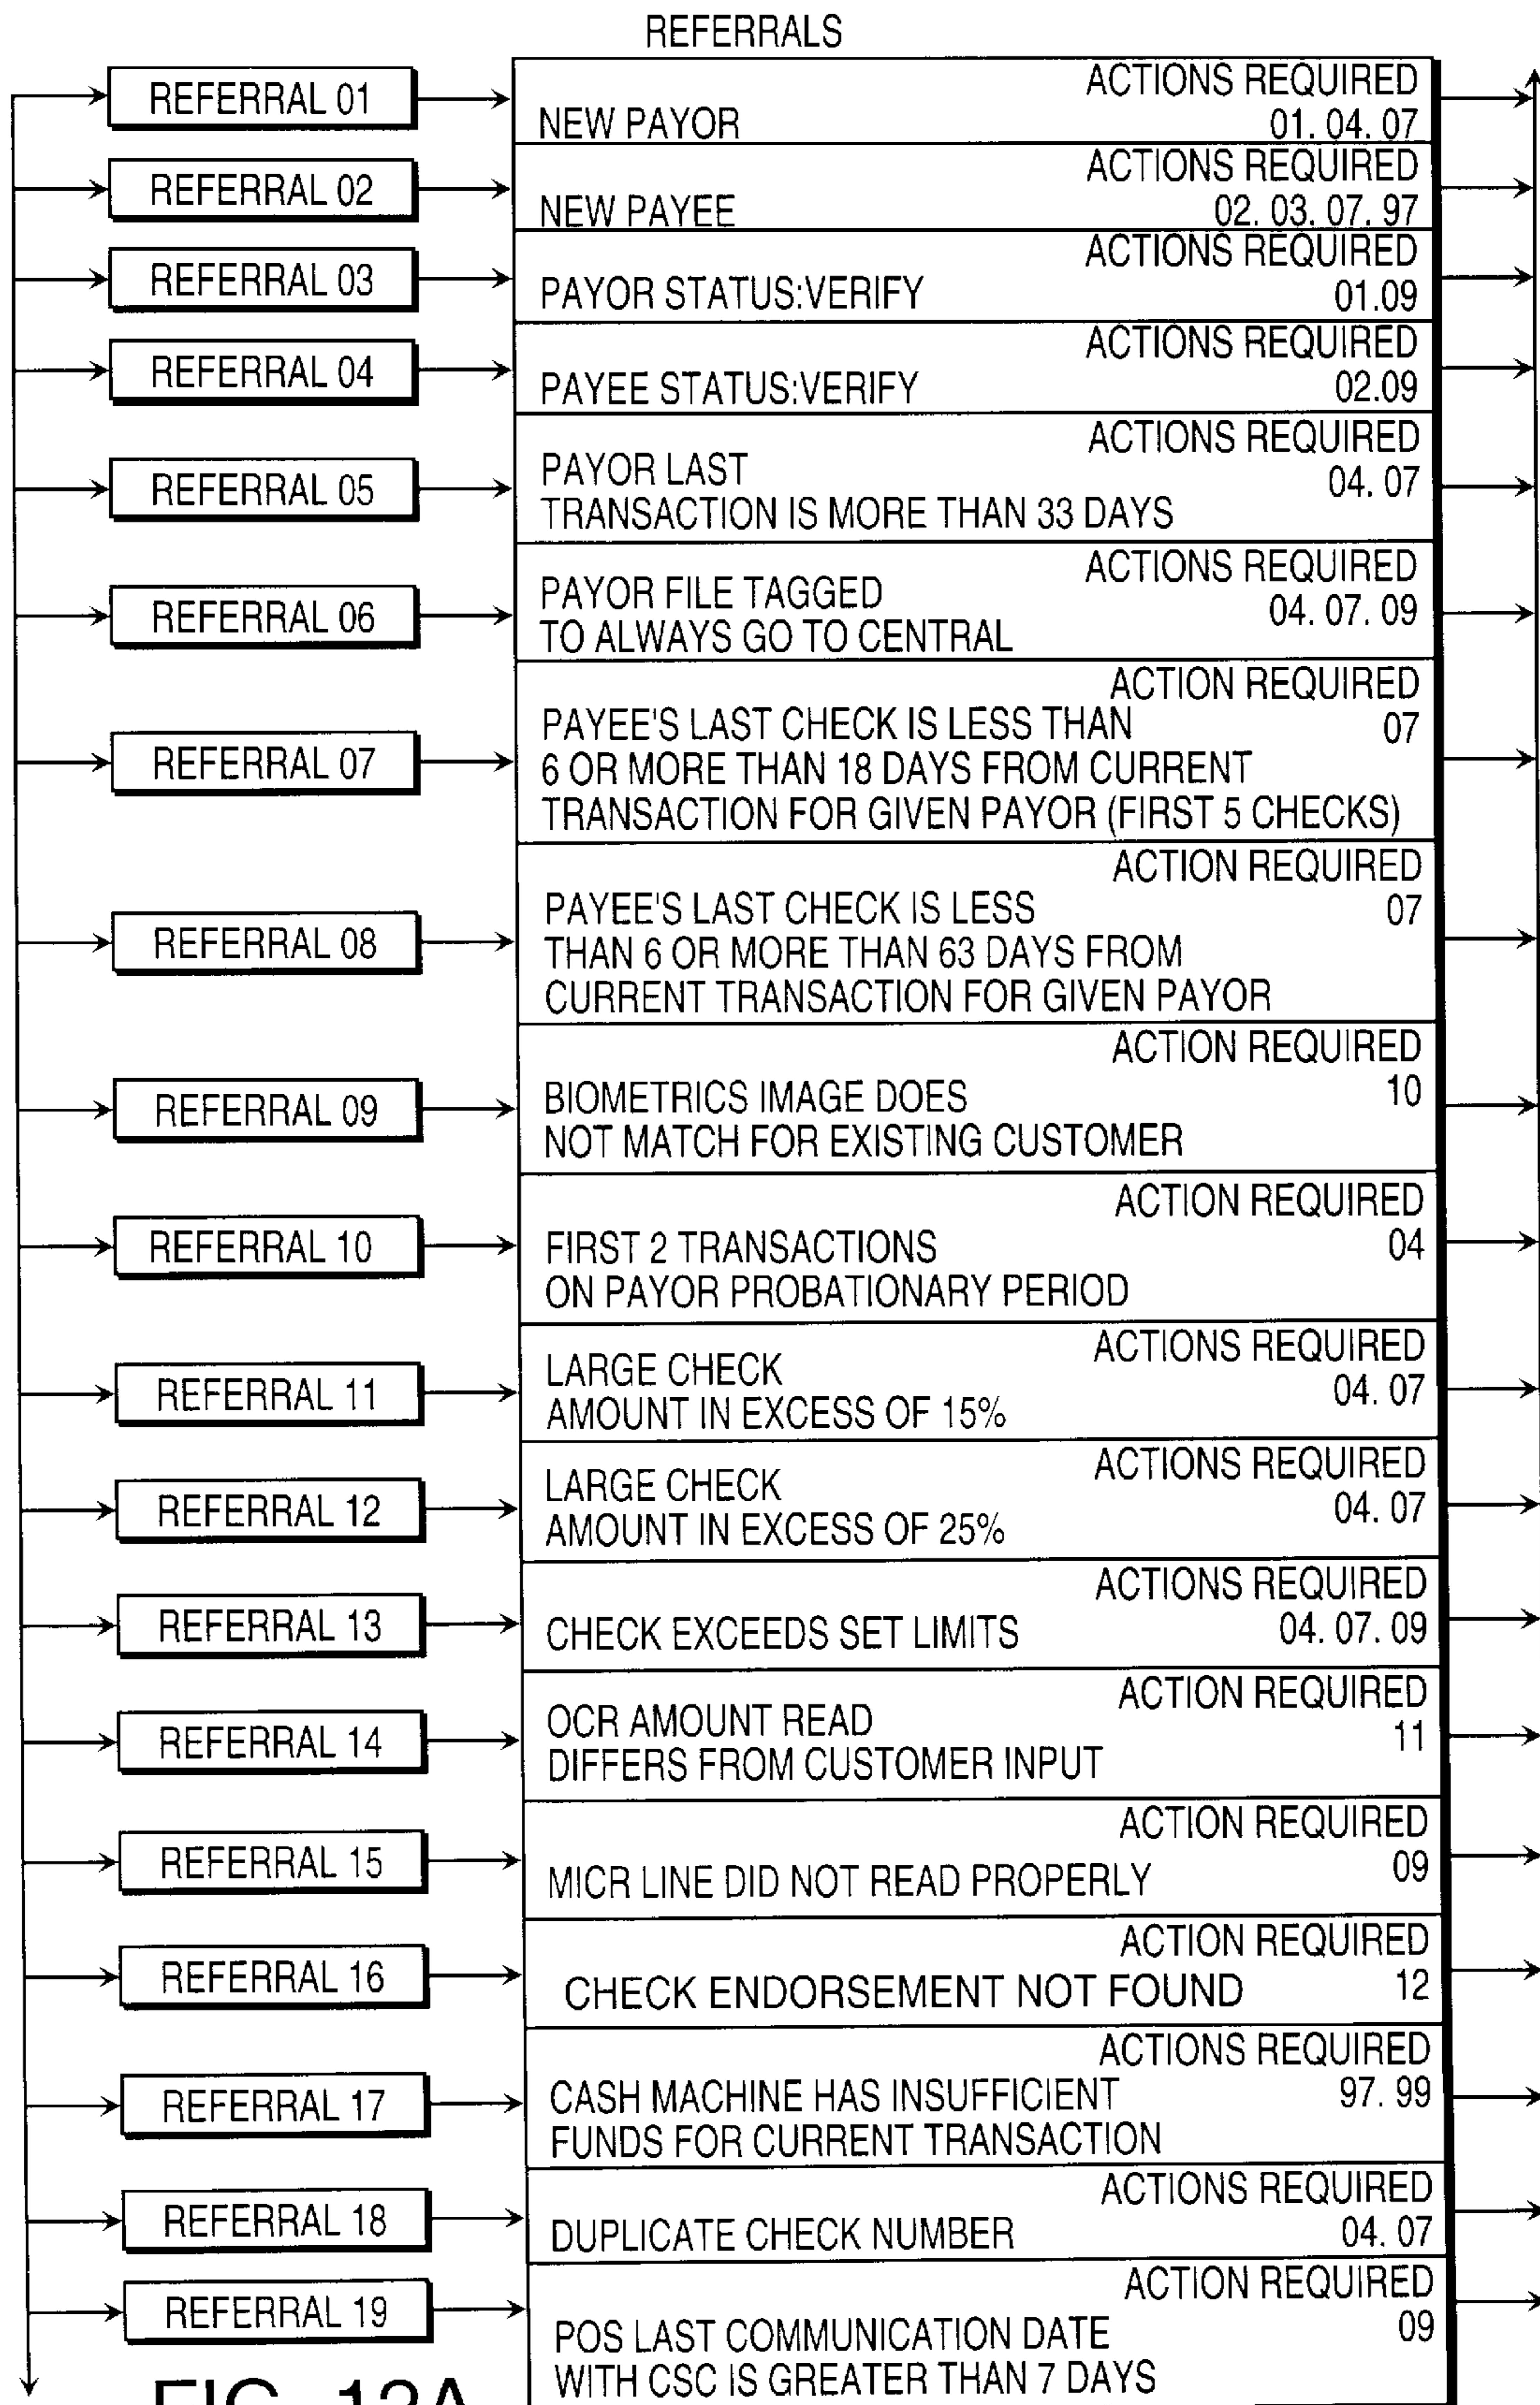 REFERRALS
REFERRAL 01
ACTIONS REQUIRED
NEW PAYOR 01. 04. 07
REFERRAL 02
ACTIONS REQUIRED
NEW PAYEE 02. 03. 07. 97
REFERRAL 03
ACTIONS REQUIRED
PAYOR STATUS:VERIFY 01.09
REFERRAL 04
ACTIONS REQUIRED
PAYEE STATUS:VERIFY 02.09
REFERRAL 05
ACTIONS REQUIRED
PAYOR LAST 04. 07
TRANSACTION IS MORE THAN 33 DAYS
REFERRAL 06
ACTIONS REQUIRED
PAYOR FILE TAGGED 04. 07. 09
TO ALWAYS GO TO CENTRAL
REFERRAL 07
ACTION REQUIRED
PAYEE'S LAST CHECK IS LESS THAN 07
6 OR MORE THAN 18 DAYS FROM CURRENT
TRANSACTION FOR GIVEN PAYOR (FIRST 5 CHECKS)
REFERRAL 08
ACTION REQUIRED
PAYEE'S LAST CHECK IS LESS 07
THAN 6 OR MORE THAN 63 DAYS FROM
CURRENT TRANSACTION FOR GIVEN PAYOR
REFERRAL 09
ACTION REQUIRED
BIOMETRICS IMAGE DOES 10
NOT MATCH FOR EXISTING CUSTOMER
REFERRAL 10
ACTION REQUIRED
FIRST 2 TRANSACTIONS 04
ON PAYOR PROBATIONARY PERIOD
REFERRAL 11
ACTIONS REQUIRED
LARGE CHECK 04. 07
AMOUNT IN EXCESS OF 15%
REFERRAL 12
ACTIONS REQUIRED
LARGE CHECK 04. 07
AMOUNT IN EXCESS OF 25%
REFERRAL 13
ACTIONS REQUIRED
CHECK EXCEEDS SET LIMITS 04. 07. 09
REFERRAL 14
ACTION REQUIRED
OCR AMOUNT READ 11
DIFFERS FROM CUSTOMER INPUT
REFERRAL 15
ACTION REQUIRED
MICR LINE DID NOT READ PROPERLY 09
REFERRAL 16
ACTION REQUIRED
CHECK ENDORSEMENT NOT FOUND 12
REFERRAL 17
ACTIONS REQUIRED
CASH MACHINE HAS INSUFFICIENT 97. 99
FUNDS FOR CURRENT TRANSACTION
REFERRAL 18
ACTIONS REQUIRED
DUPLICATE CHECK NUMBER 04. 07
REFERRAL 19
ACTION REQUIRED
POS LAST COMMUNICATION DATE 09
WITH CSC IS GREATER THAN 7 DAYS
FIG. 12A